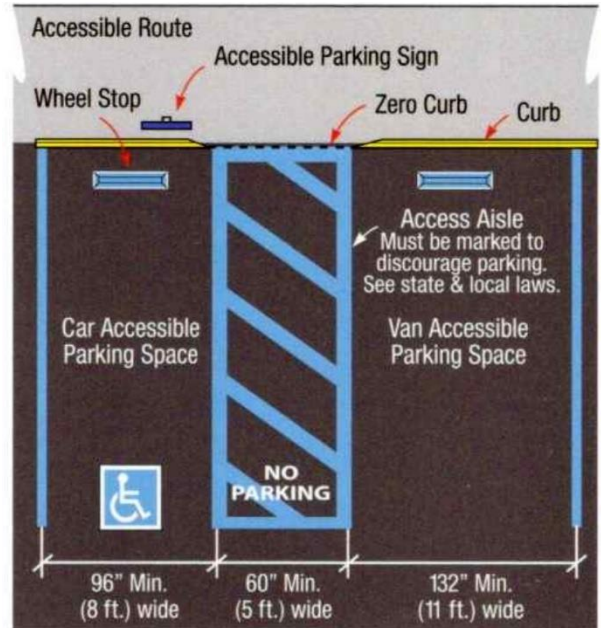 Accessible Route
Accessible Parking Sign
Wheel Stop
Zero Curb
Curb
Access Aisle
Must be marked to
discourage parking.
See state & local laws.
Car Accessible
Parking Space
Van Accessible
Parking Space
NO
PARKING
96" Min.
(8 ft.) wide
60" Min.
(5 ft.) wide
132" Min.
(11 ft.) wide